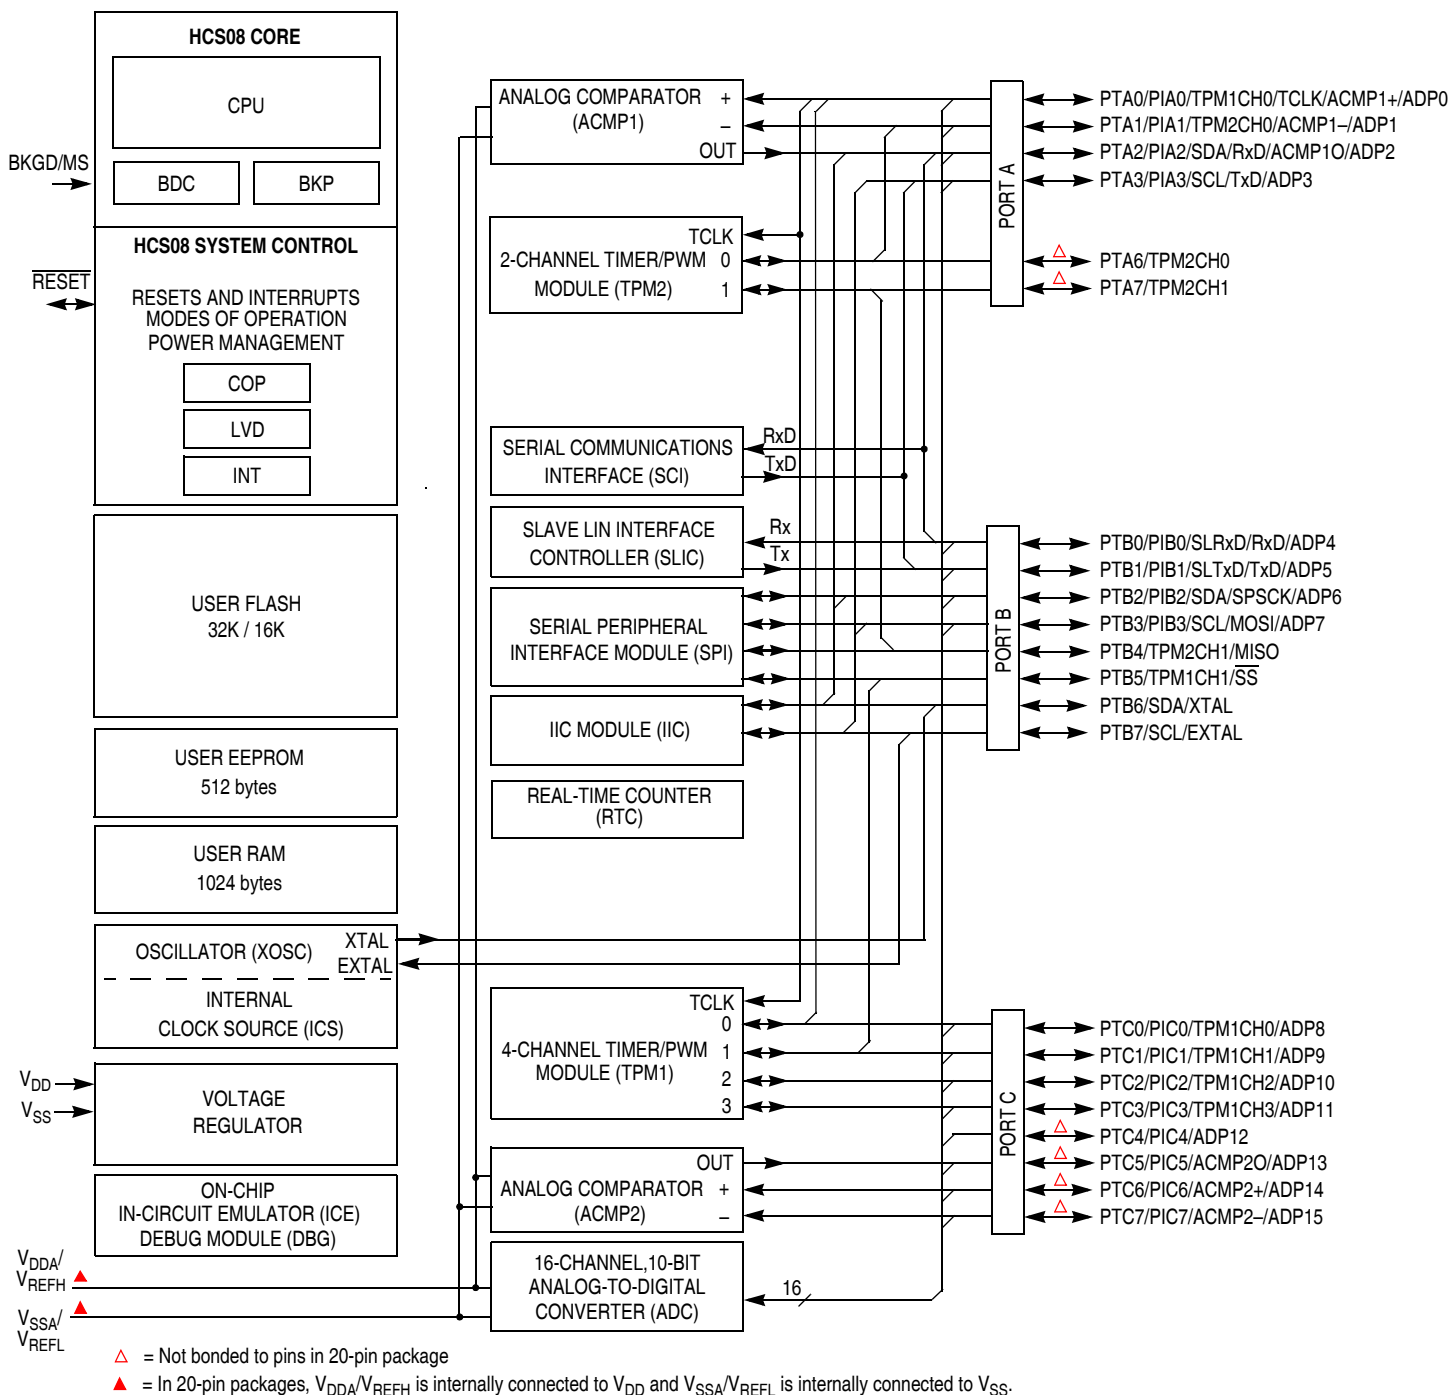 HCS08 CORE
CPU
BDC
BKP
BKGD/MS
HCS08 SYSTEM CONTROL
RESET
RESETS AND INTERRUPTS
MODES OF OPERATION
POWER MANAGEMENT
COP
LVD
INT
USER FLASH
32K / 16K
USER EEPROM
512 bytes
USER RAM
1024 bytes
OSCILLATOR (XOSC)
XTAL
EXTAL
INTERNAL
CLOCK SOURCE (ICS)
VDD
VSS
VOLTAGE
REGULATOR
ON-CHIP
IN-CIRCUIT EMULATOR (ICE)
DEBUG MODULE (DBG)
VDDA/
VREFH
VSSA/
VREFL
ANALOG COMPARATOR
(ACMP1)
+
–
OUT
TCLK
2-CHANNEL TIMER/PWM
MODULE (TPM2)
0
1
SERIAL COMMUNICATIONS
INTERFACE (SCI)
RxD
TxD
SLAVE LIN INTERFACE
CONTROLLER (SLIC)
Rx
Tx
SERIAL PERIPHERAL
INTERFACE MODULE (SPI)
IIC MODULE (IIC)
REAL-TIME COUNTER
(RTC)
TCLK
0
4-CHANNEL TIMER/PWM
MODULE (TPM1)
1
2
3
OUT
ANALOG COMPARATOR
(ACMP2)
+
–
16-CHANNEL,10-BIT
ANALOG-TO-DIGITAL
CONVERTER (ADC)
16
PORT A
PTA0/PIA0/TPM1CH0/TCLK/ACMP1+/ADP0
PTA1/PIA1/TPM2CH0/ACMP1–/ADP1
PTA2/PIA2/SDA/RxD/ACMP1O/ADP2
PTA3/PIA3/SCL/TxD/ADP3
PTA6/TPM2CH0
PTA7/TPM2CH1
PORT B
PTB0/PIB0/SLRxD/RxD/ADP4
PTB1/PIB1/SLTxD/TxD/ADP5
PTB2/PIB2/SDA/SPSCK/ADP6
PTB3/PIB3/SCL/MOSI/ADP7
PTB4/TPM2CH1/MISO
PTB5/TPM1CH1/SS
PTB6/SDA/XTAL
PTB7/SCL/EXTAL
PORT C
PTC0/PIC0/TPM1CH0/ADP8
PTC1/PIC1/TPM1CH1/ADP9
PTC2/PIC2/TPM1CH2/ADP10
PTC3/PIC3/TPM1CH3/ADP11
PTC4/PIC4/ADP12
PTC5/PIC5/ACMP2O/ADP13
PTC6/PIC6/ACMP2+/ADP14
PTC7/PIC7/ACMP2–/ADP15
△ = Not bonded to pins in 20-pin package
▲ = In 20-pin packages, VDDA/VREFH is internally connected to VDD and VSSA/VREFL is internally connected to VSS.